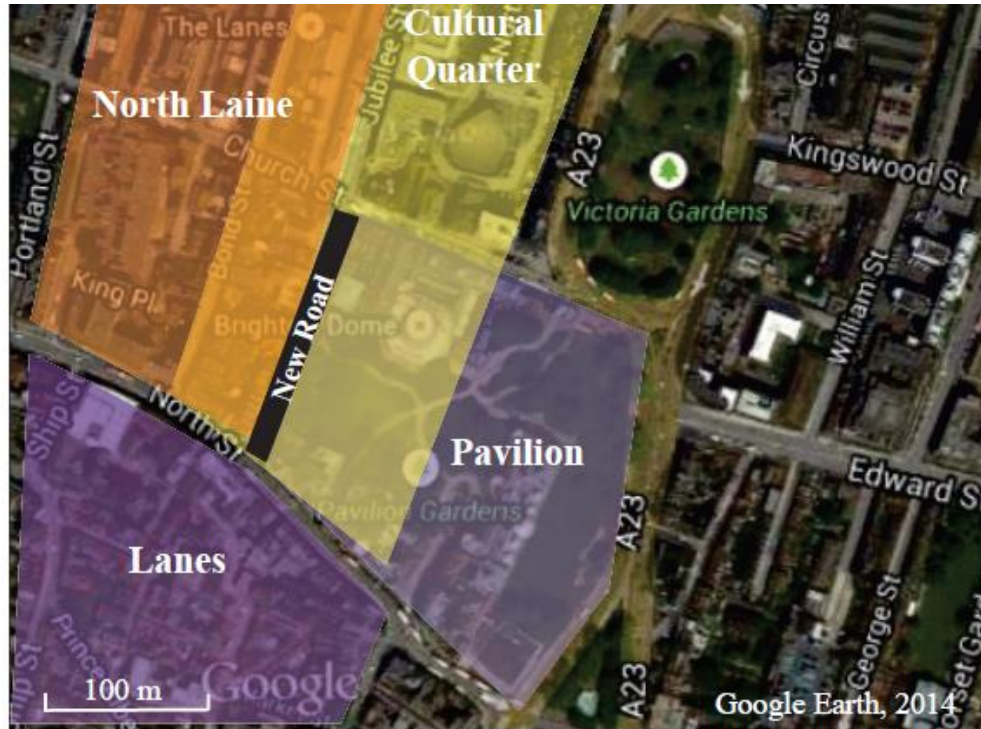 The Lanes
Cultural
Quarter
North Laine
Jubilee St
Circus
Church St
A23
Kingswood St
Portland St
Victoria Gardens
Bond St
King Pl
William St
Brighton Dome
New Road
North St
Ship St
Pavilion
Edward S
Pavilion Gardens
A23
Lanes
George St
Princ
A23
100 m
Google
Google Earth, 2014